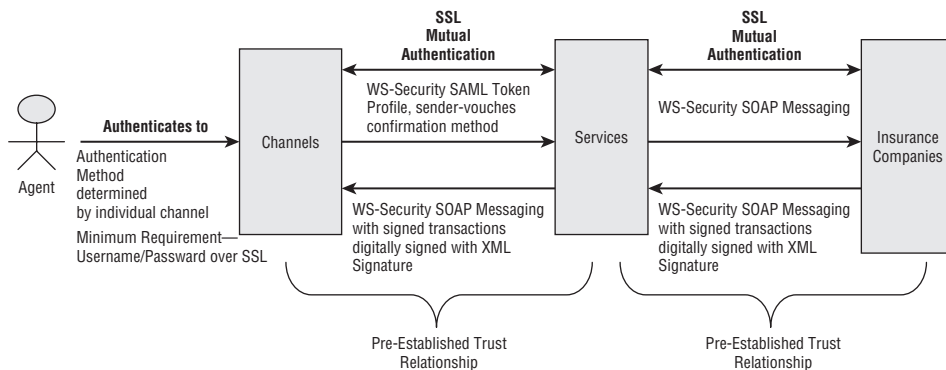 SSL
Mutual
Authentication
SSL
Mutual
Authentication
WS-Security SAML Token
Profile, sender-vouches
confirmation method
WS-Security SOAP Messaging
Authenticates to
Channels
Services
Insurance
Companies
Agent
Authentication
Method
determined
by individual channel
Minimum Requirement—
Username/Passward over SSL
WS-Security SOAP Messaging
with signed transactions
digitally signed with XML
Signature
WS-Security SOAP Messaging
with signed transactions
digitally signed with XML
Signature
Pre-Established Trust
Relationship
Pre-Established Trust
Relationship